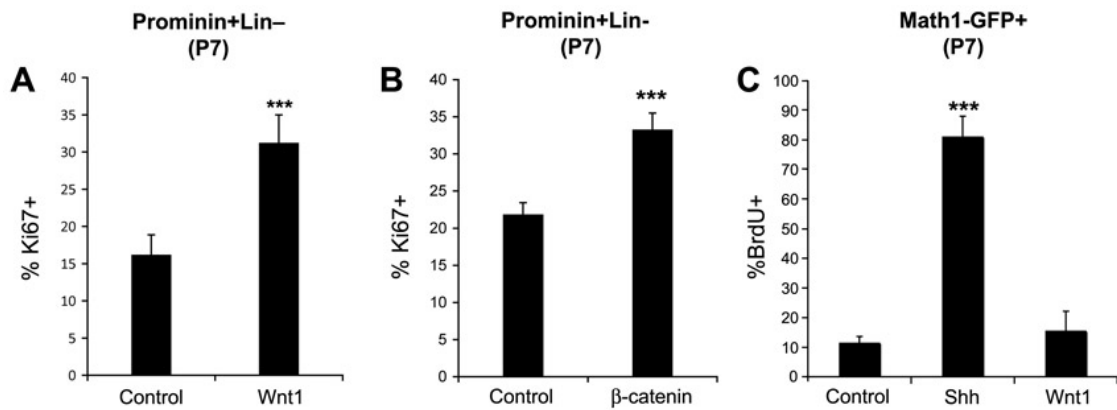 Prominin+Lin–
(P7)
A
***
% Ki67+
40
35
30
25
20
15
10
5
0
Control
Wnt1
Prominin+Lin-
(P7)
B
***
% Ki67+
40
35
30
25
20
15
10
5
0
Control
β-catenin
Math1-GFP+
(P7)
C
***
%BrdU+
100
90
80
70
60
50
40
30
20
10
0
Control
Shh
Wnt1